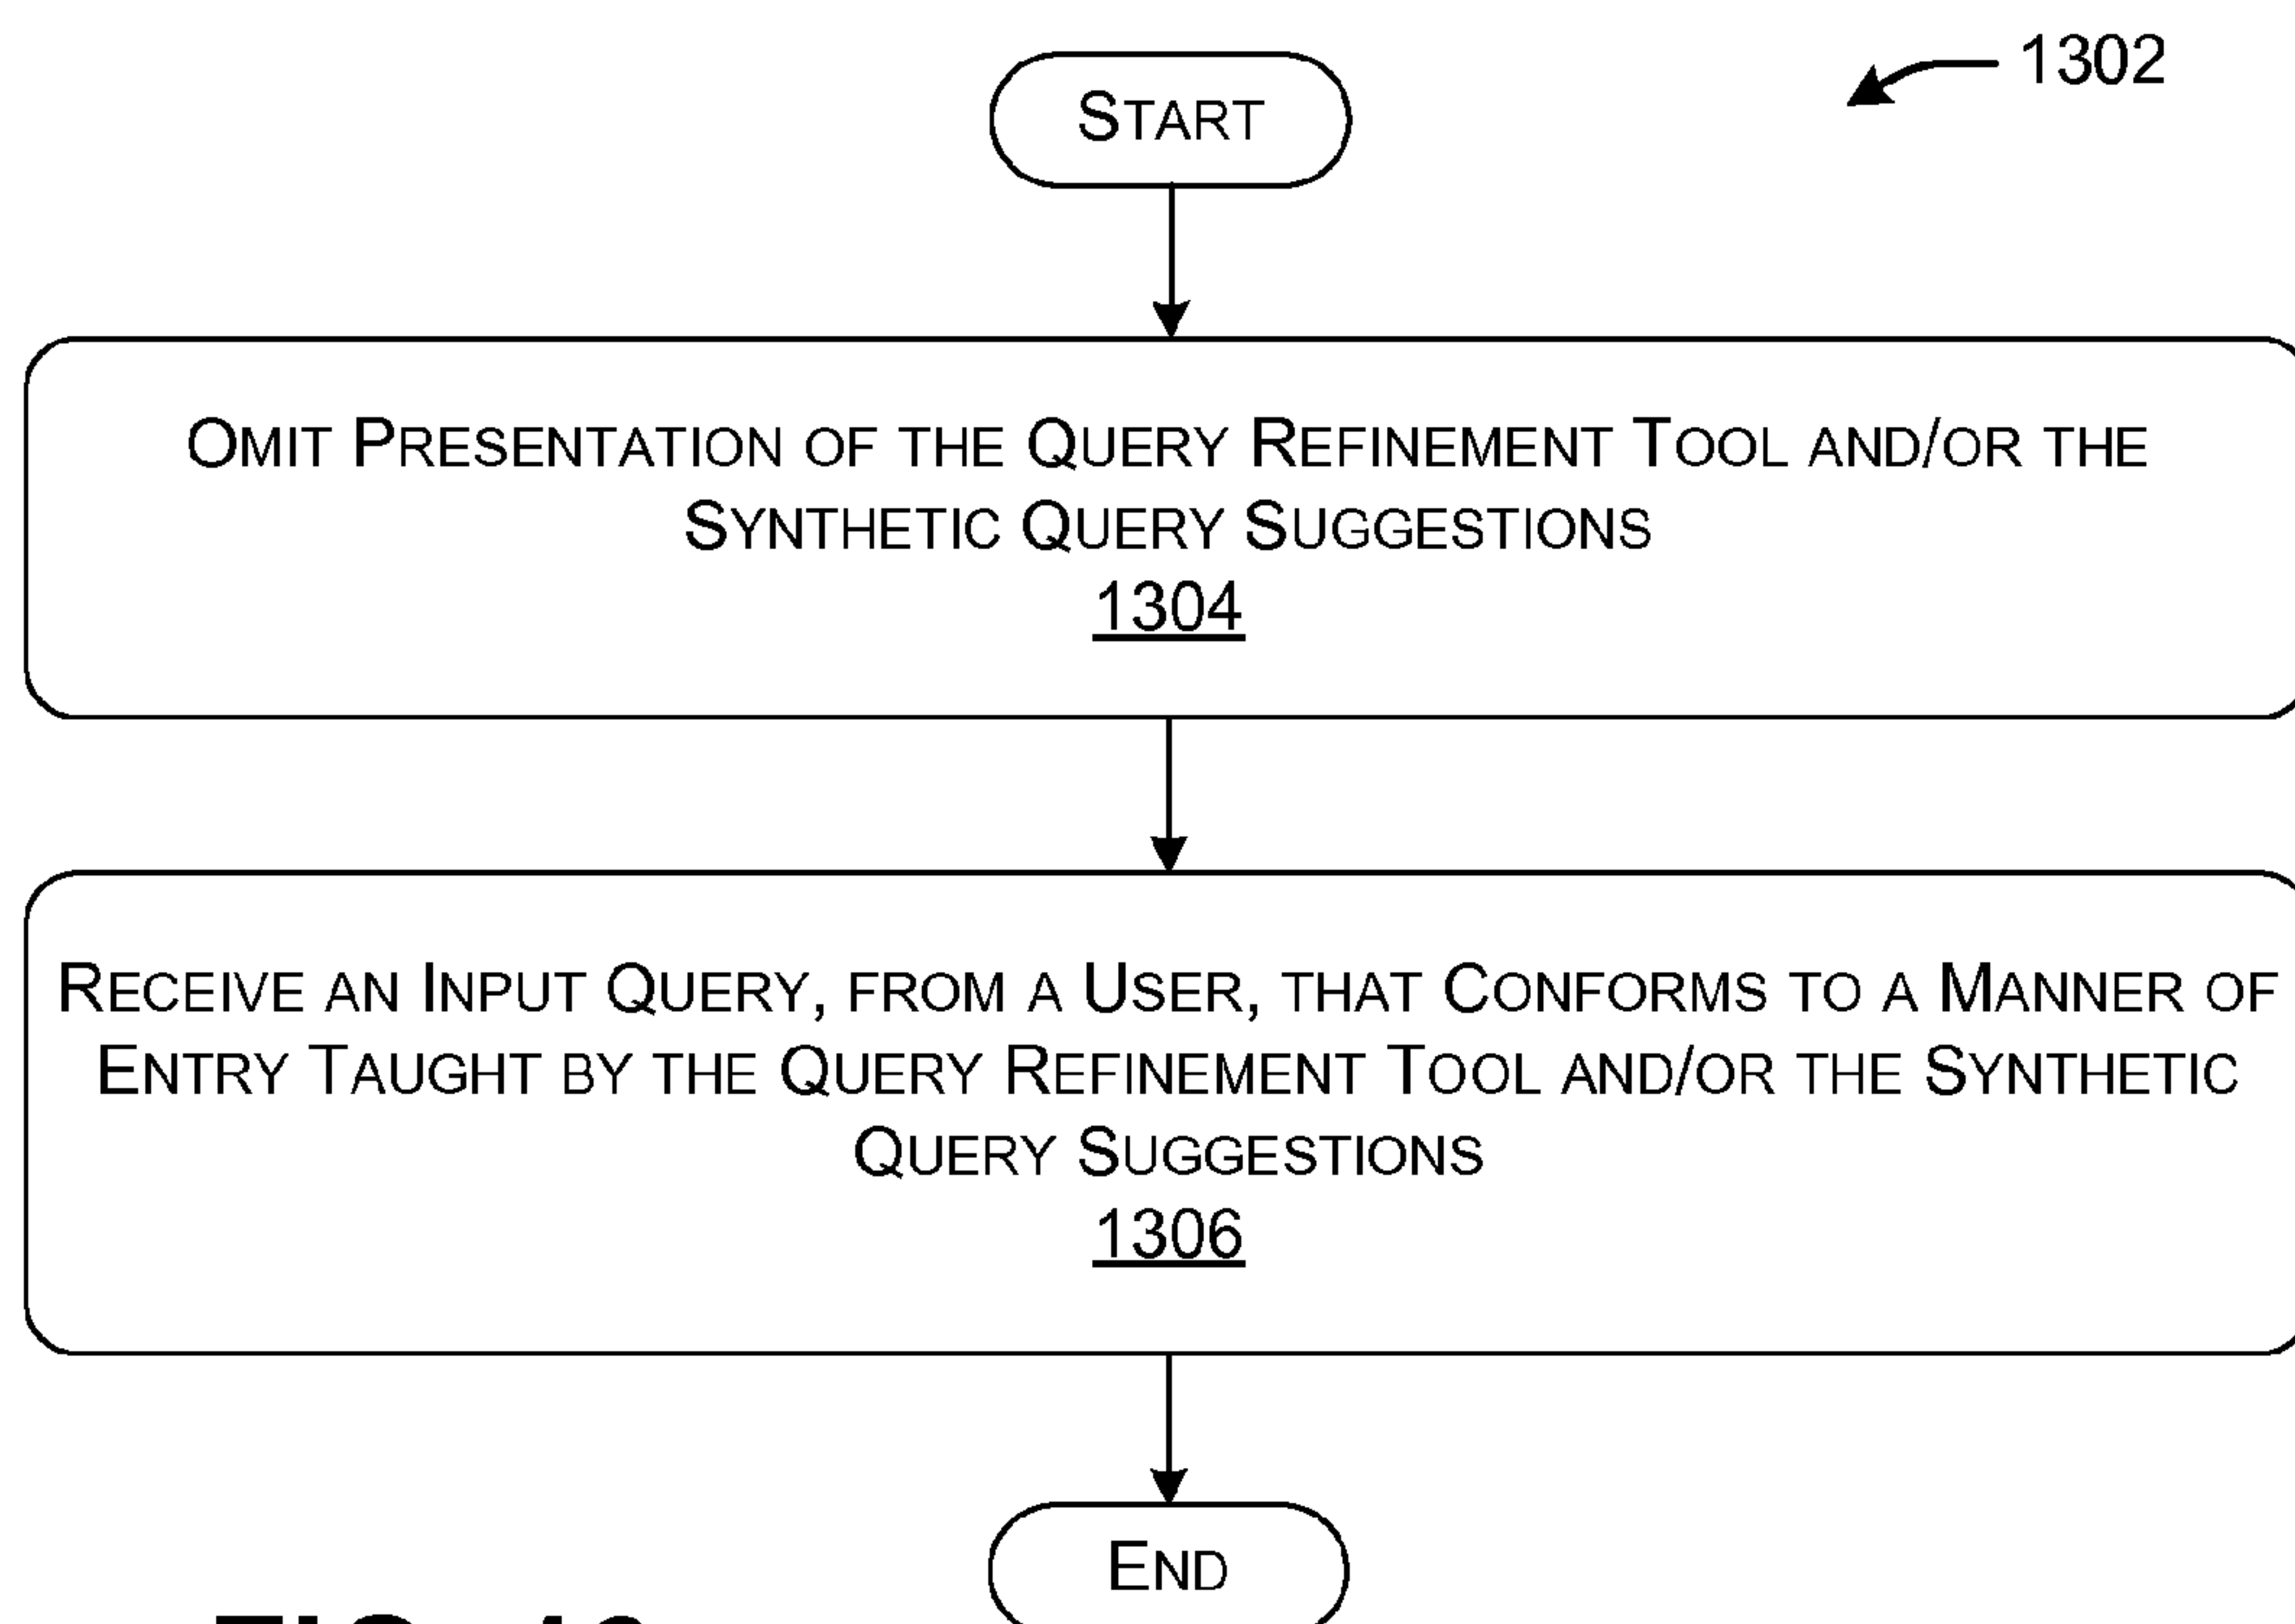 START
1302
OMIT PRESENTATION OF THE QUERY REFINEMENT TOOL AND/OR THE
SYNTHETIC QUERY SUGGESTIONS
1304
RECEIVE AN INPUT QUERY, FROM A USER, THAT CONFORMS TO A MANNER OF
ENTRY TAUGHT BY THE QUERY REFINEMENT TOOL AND/OR THE SYNTHETIC
QUERY SUGGESTIONS
1306
END